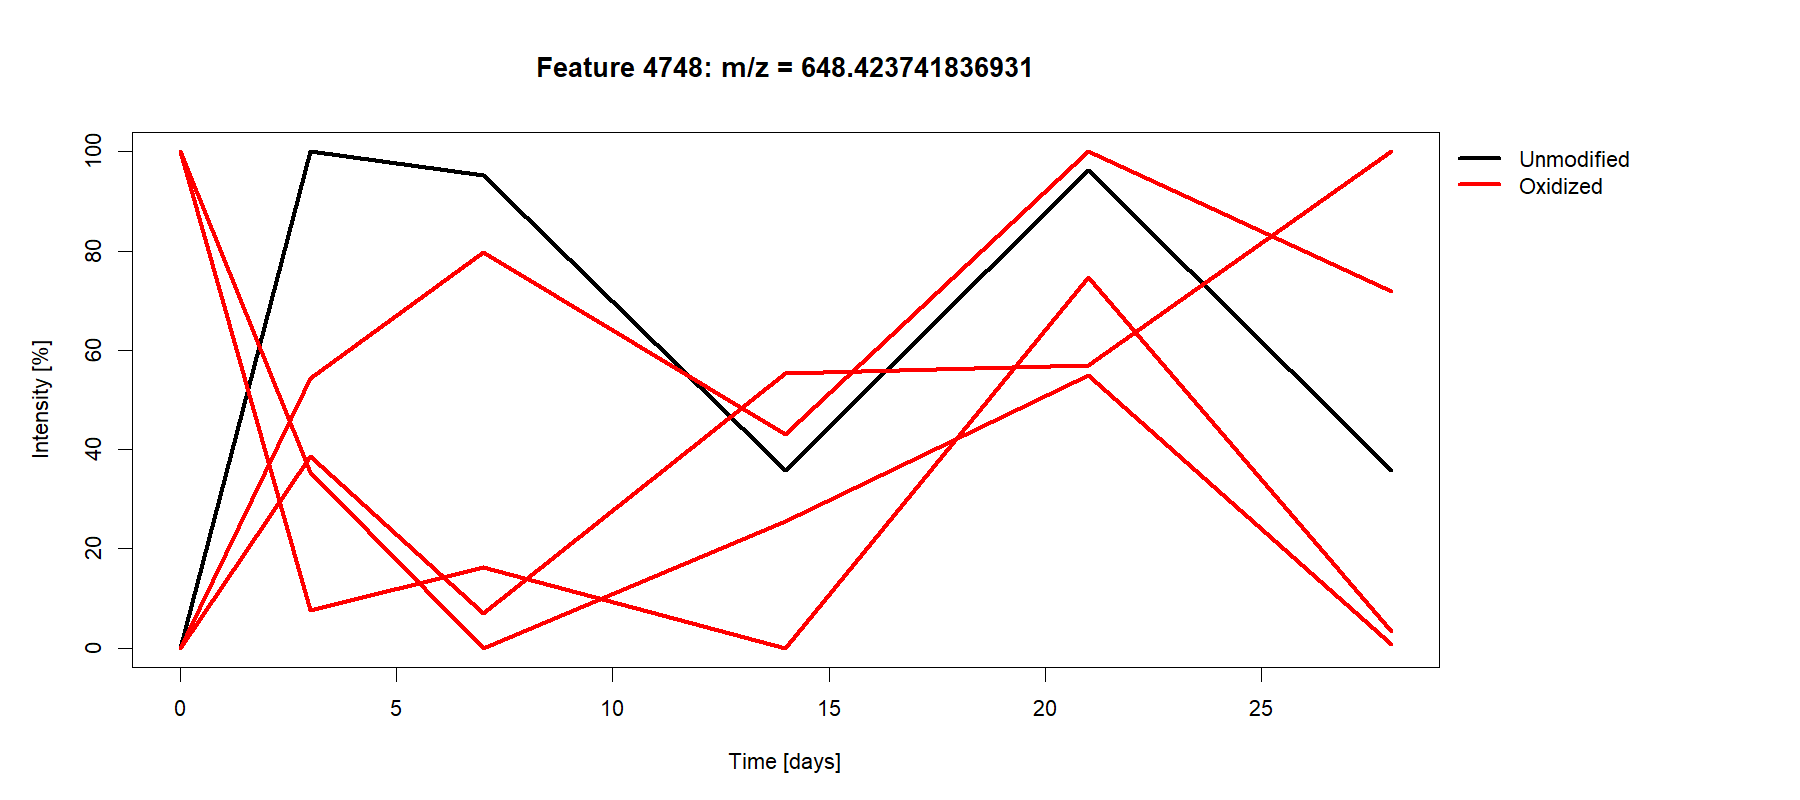 Feature 4748: m/z = 648.423741836931
Unmodified
Oxidized
Intensity [%]
100
80
60
40
20
0
0 5 10 15 20 25
Time [days]